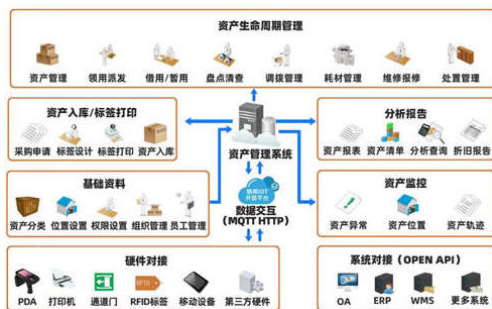 资产生命周期管理
资产管理 领用派发 借用/暂用 盘点清查 调拨管理 耗材管理 维修报修 处置管理
资产入库/标签打印
采购申请 标签设计 标签打印 资产入库
资产管理系统
分析报告
资产报表 资产清单 分析查询 折旧报告
基础资料
资产分类 位置设置 权限设置 组织管理 员工管理
数据交互
(MQTT HTTP)
资产监控
资产异常 资产位置 资产轨迹
硬件对接
PDA 打印机 通道门 RFID标签 移动设备 第三方硬件
RFID
系统对接（OPEN API）
OA ERP WMS 更多系统
OA